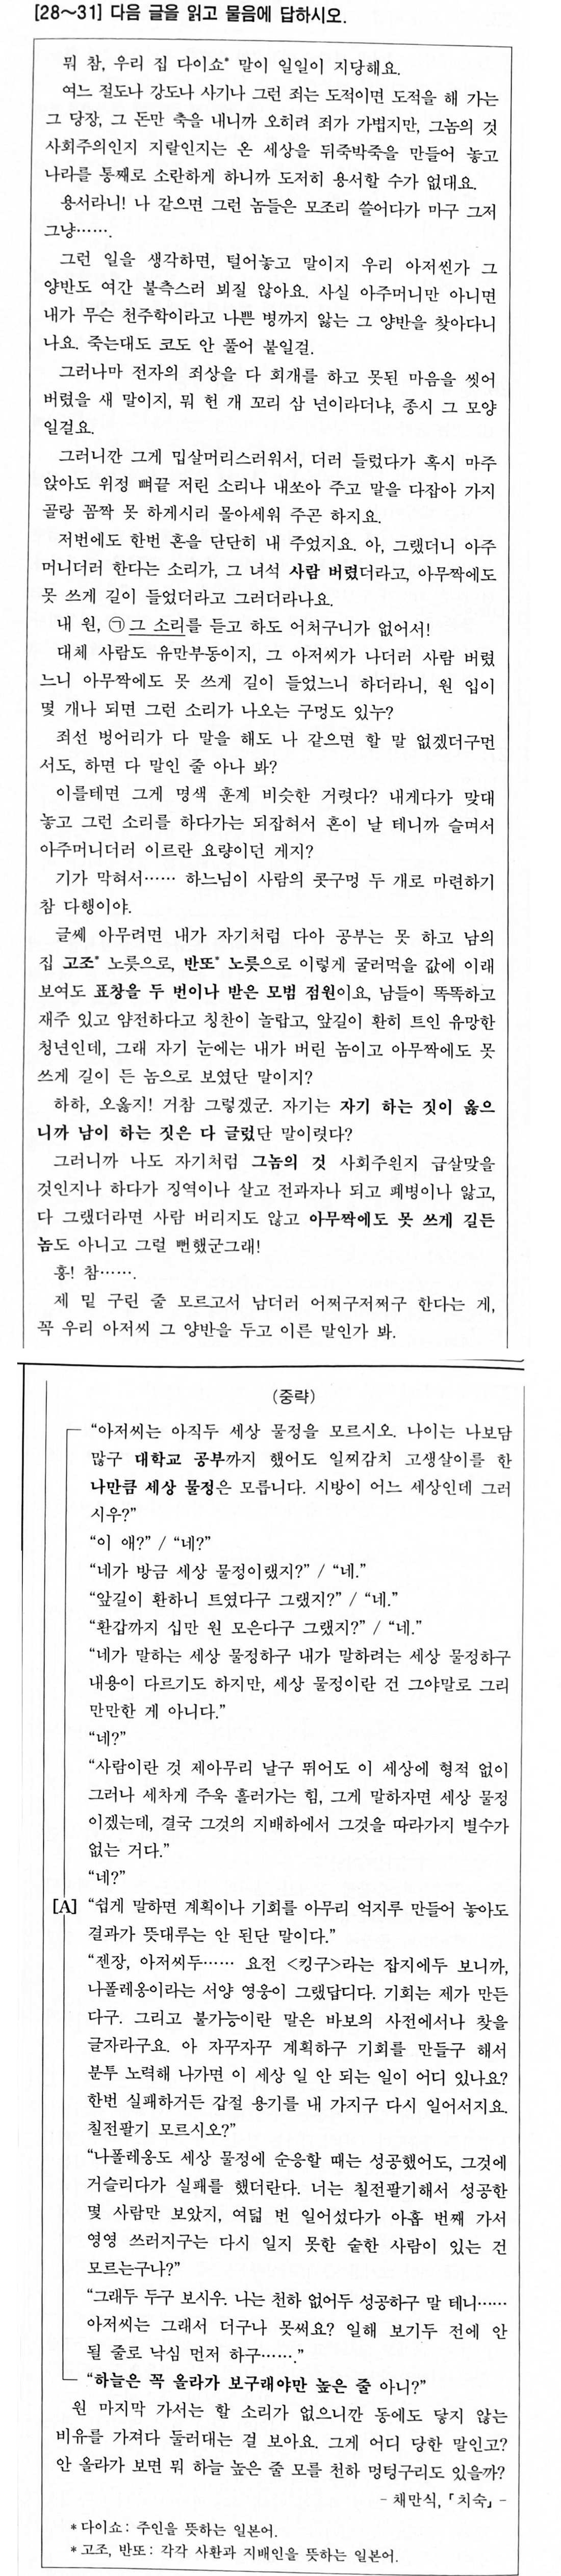 [28～31] 다음 글을 읽고 물음에 답하시오.
뭐 참, 우리 집 다이쇼* 말이 일일이 지당해요.
여느 절도나 강도나 사기나 그런 죄는 도적이면 도적을 해 가는
그 당장, 그 돈만 축을 내니까 오히려 죄가 가볍지만, 그놈의 것
사회주의인지 지랄인지는 온 세상을 뒤죽박죽을 만들어 놓고
나라를 통째로 소란하게 하니까 도저히 용서할 수가 없대요.
용서라니! 나 같으면 그런 놈들은 모조리 쓸어다가 마구 그저
그냥…….
그런 일을 생각하면, 털어놓고 말이지 우리 아저씬가 그
양반도 여간 불측스러 뵈질 않아요. 사실 아주머니만 아니면
내가 무슨 천주학이라고 나쁜 병까지 앓는 그 양반을 찾아다니
나요. 죽는대도 코도 안 풀어 붙일걸.
그러나마 전자의 죄상을 다 회개를 하고 못된 마음을 씻어
버렸을 새 말이지, 뭐 헌 개 꼬리 삼 년이라더냐, 종시 그 모양
일걸요.
그러니깐 그게 밉살머리스러워서, 더러 들렀다가 혹시 마주
앉아도 위정 뼈끝 저린 소리나 내쏘아 주고 말을 다잡아 가지
골랑 꼼짝 못 하게시리 몰아세워 주곤 하지요.
저번에도 한번 혼을 단단히 내 주었지요. 아, 그랬더니 아주
머니더러 한다는 소리가, 그 녀석 사람 버렸더라고, 아무짝에도
못 쓰게 길이 들었더라고 그러더라나요.
내 원, ㉠그 소리를 듣고 하도 어처구니가 없어서!
대체 사람도 유만부동이지, 그 아저씨가 나더러 사람 버렸
느니 아무짝에도 못 쓰게 길이 들었느니 하더라니, 원 입이
몇 개나 되면 그런 소리가 나오는 구멍도 있누?
죄선 벙어리가 다 말을 해도 나 같으면 할 말 없겠더구먼
서도, 하면 다 말인 줄 아나 봐?
이를테면 그게 명색 훈계 비슷한 거렷다? 내게다가 맞대
놓고 그런 소리를 하다가는 되잡혀서 혼이 날 테니까 슬며서
아주머니더러 이르란 요량이던 게지?
기가 막혀서…… 하느님이 사람의 콧구멍 두 개로 마련하기
참 다행이야.
글쎄 아무려면 내가 자기처럼 다아 공부는 못 하고 남의
집 고조* 노릇으로, 반또* 노릇으로 이렇게 굴러먹을 값에 이래
보여도 표창을 두 번이나 받은 모범 점원이요, 남들이 똑똑하고
재주 있고 얌전하다고 칭찬이 놀랍고, 앞길이 환히 트인 유망한
청년인데, 그래 자기 눈에는 내가 버린 놈이고 아무짝에도 못
쓰게 길이 든 놈으로 보였단 말이지?
하하, 오옳지! 거참 그렇겠군. 자기는 자기 하는 짓이 옳으
니까 남이 하는 짓은 다 글렀단 말이렷다?
그러니까 나도 자기처럼 그놈의 것 사회주읜지 급살맞을
것인지나 하다가 징역이나 살고 전과자나 되고 폐병이나 앓고,
다 그랬더라면 사람 버리지도 않고 아무짝에도 못 쓰게 길든
놈도 아니고 그럴 뻔했군그래!
흥! 참…….
제 밑 구린 줄 모르고서 남더러 어쩌구저쩌구 한다는 게,
꼭 우리 아저씨 그 양반을 두고 이른 말인가 봐.
(중략)
“아저씨는 아직두 세상 물정을 모르시오. 나이는 나보담
많구 대학교 공부까지 했어도 일찌감치 고생살이를 한
나만큼 세상 물정은 모릅니다. 시방이 어느 세상인데 그러
시우?”
“이 애?” / “네?”
“네가 방금 세상 물정이랬지?” / “네.”
“앞길이 환하니 트였다구 그랬지?” / “네.”
“환갑까지 십만 원 모은다구 그랬지?” / “네.”
“네가 말하는 세상 물정하구 내가 말하려는 세상 물정하구
내용이 다르기도 하지만, 세상 물정이란 건 그야말로 그리
만만한 게 아니다.”
“네?”
“사람이란 것 제아무리 날구 뛰어도 이 세상에 형적 없이
그러나 세차게 주욱 흘러가는 힘, 그게 말하자면 세상 물정
이겠는데, 결국 그것의 지배하에서 그것을 따라가지 별수가
없는 거다.”
“네?”
[A] “쉽게 말하면 계획이나 기회를 아무리 억지루 만들어 놓아도
결과가 뜻대루는 안 된단 말이다.”
“젠장, 아저씨두…… 요전 <킹구>라는 잡지에두 보니까,
나폴레옹이라는 서양 영웅이 그랬답디다. 기회는 제가 만든
다구. 그리고 불가능이란 말은 바보의 사전에서나 찾을
글자라구요. 아 자꾸자꾸 계획하구 기회를 만들구 해서
분투 노력해 나가면 이 세상 일 안 되는 일이 어디 있나요?
한번 실패하거든 갑절 용기를 내 가지구 다시 일어서지요.
칠전팔기 모르시오?”
“나폴레옹도 세상 물정에 순응할 때는 성공했어도, 그것에
거슬리다가 실패를 했더란다. 너는 칠전팔기해서 성공한
몇 사람만 보았지, 여덟 번 일어섰다가 아홉 번째 가서
영영 쓰러지구는 다시 일지 못한 숱한 사람이 있는 건
모르는구나?”
“그래두 두구 보시우. 나는 천하 없어두 성공하구 말 테니……
아저씨는 그래서 더구나 못써요? 일해 보기두 전에 안
될 줄로 낙심 먼저 하구…….”
“하늘은 꼭 올라가 보구래야만 높은 줄 아니?”
원 마지막 가서는 할 소리가 없으니깐 동에도 닿지 않는
비유를 가져다 둘러대는 걸 보아요. 그게 어디 당한 말인고?
안 올라가 보면 뭐 하늘 높은 줄 모를 천하 멍텅구리도 있을까?
- 채만식, 「치숙」 -
*다이쇼: 주인을 뜻하는 일본어.
*고조, 반또: 각각 사환과 지배인을 뜻하는 일본어.